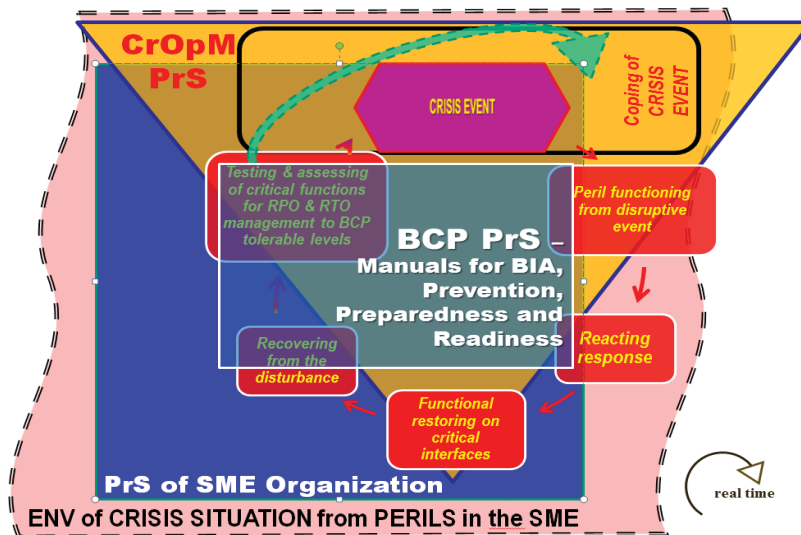 CrOpM
PrS
CRISIS EVENT
Coping of
CRISIS
EVENT
Testing & assessing
of critical functions
for RPO & RTO
management to BCP
tolerable levels
Peril functioning
from disruptive
event
BCP PrS –
Manuals for BIA,
Prevention,
Preparedness and
Readiness
Reacting
response
Recovering
from the
disturbance
Functional
restoring on
critical
interfaces
PrS of SME Organization
real time
ENV of CRISIS SITUATION from PERILS in the SME